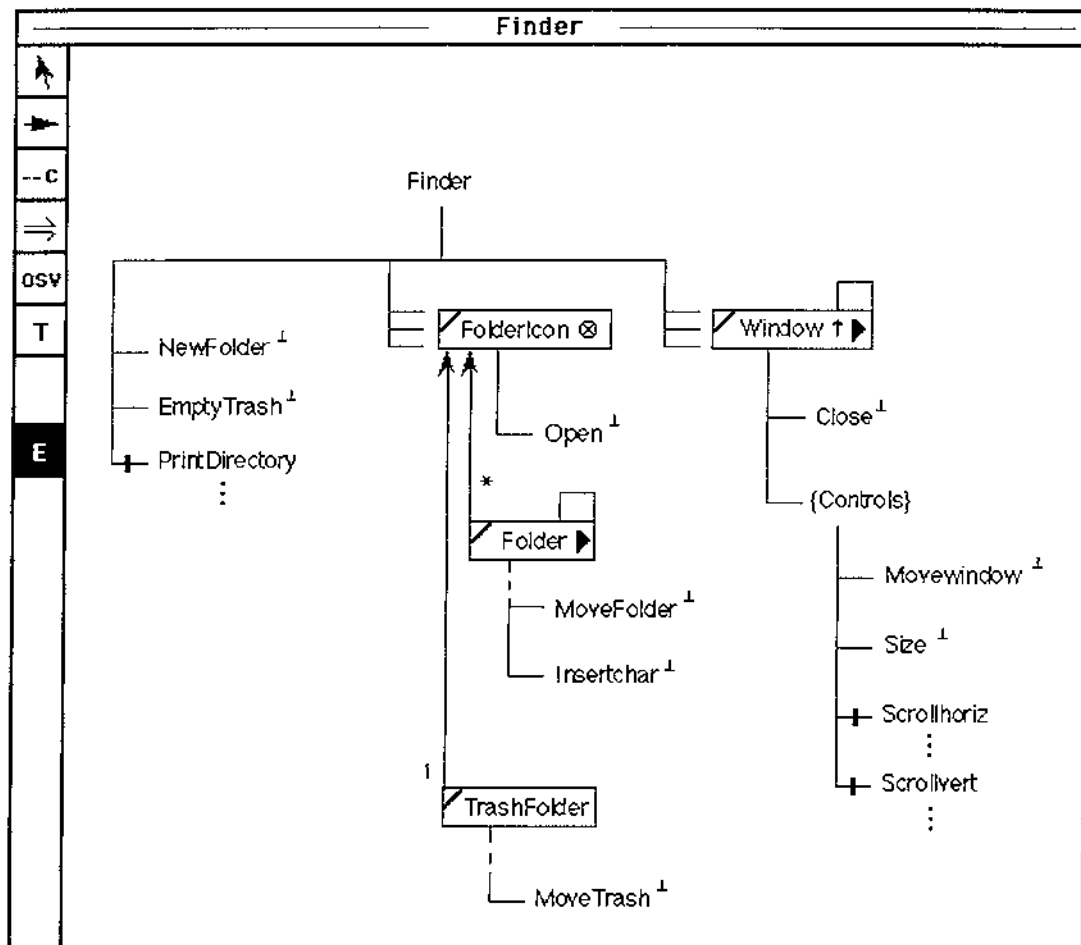 Finder
--C
⇒
OSV
T
E
Finder
NewFolder ⊥
EmptyTrash ⊥
PrintDirectory
⋮
FolderIcon ⊗
Open ⊥
*
Folder
MoveFolder ⊥
Insertchar ⊥
1
TrashFolder
MoveTrash ⊥
Window ↑
Close ⊥
{Controls}
Movewindow ⊥
Size ⊥
Scrollhoriz
⋮
Scrollvert
⋮